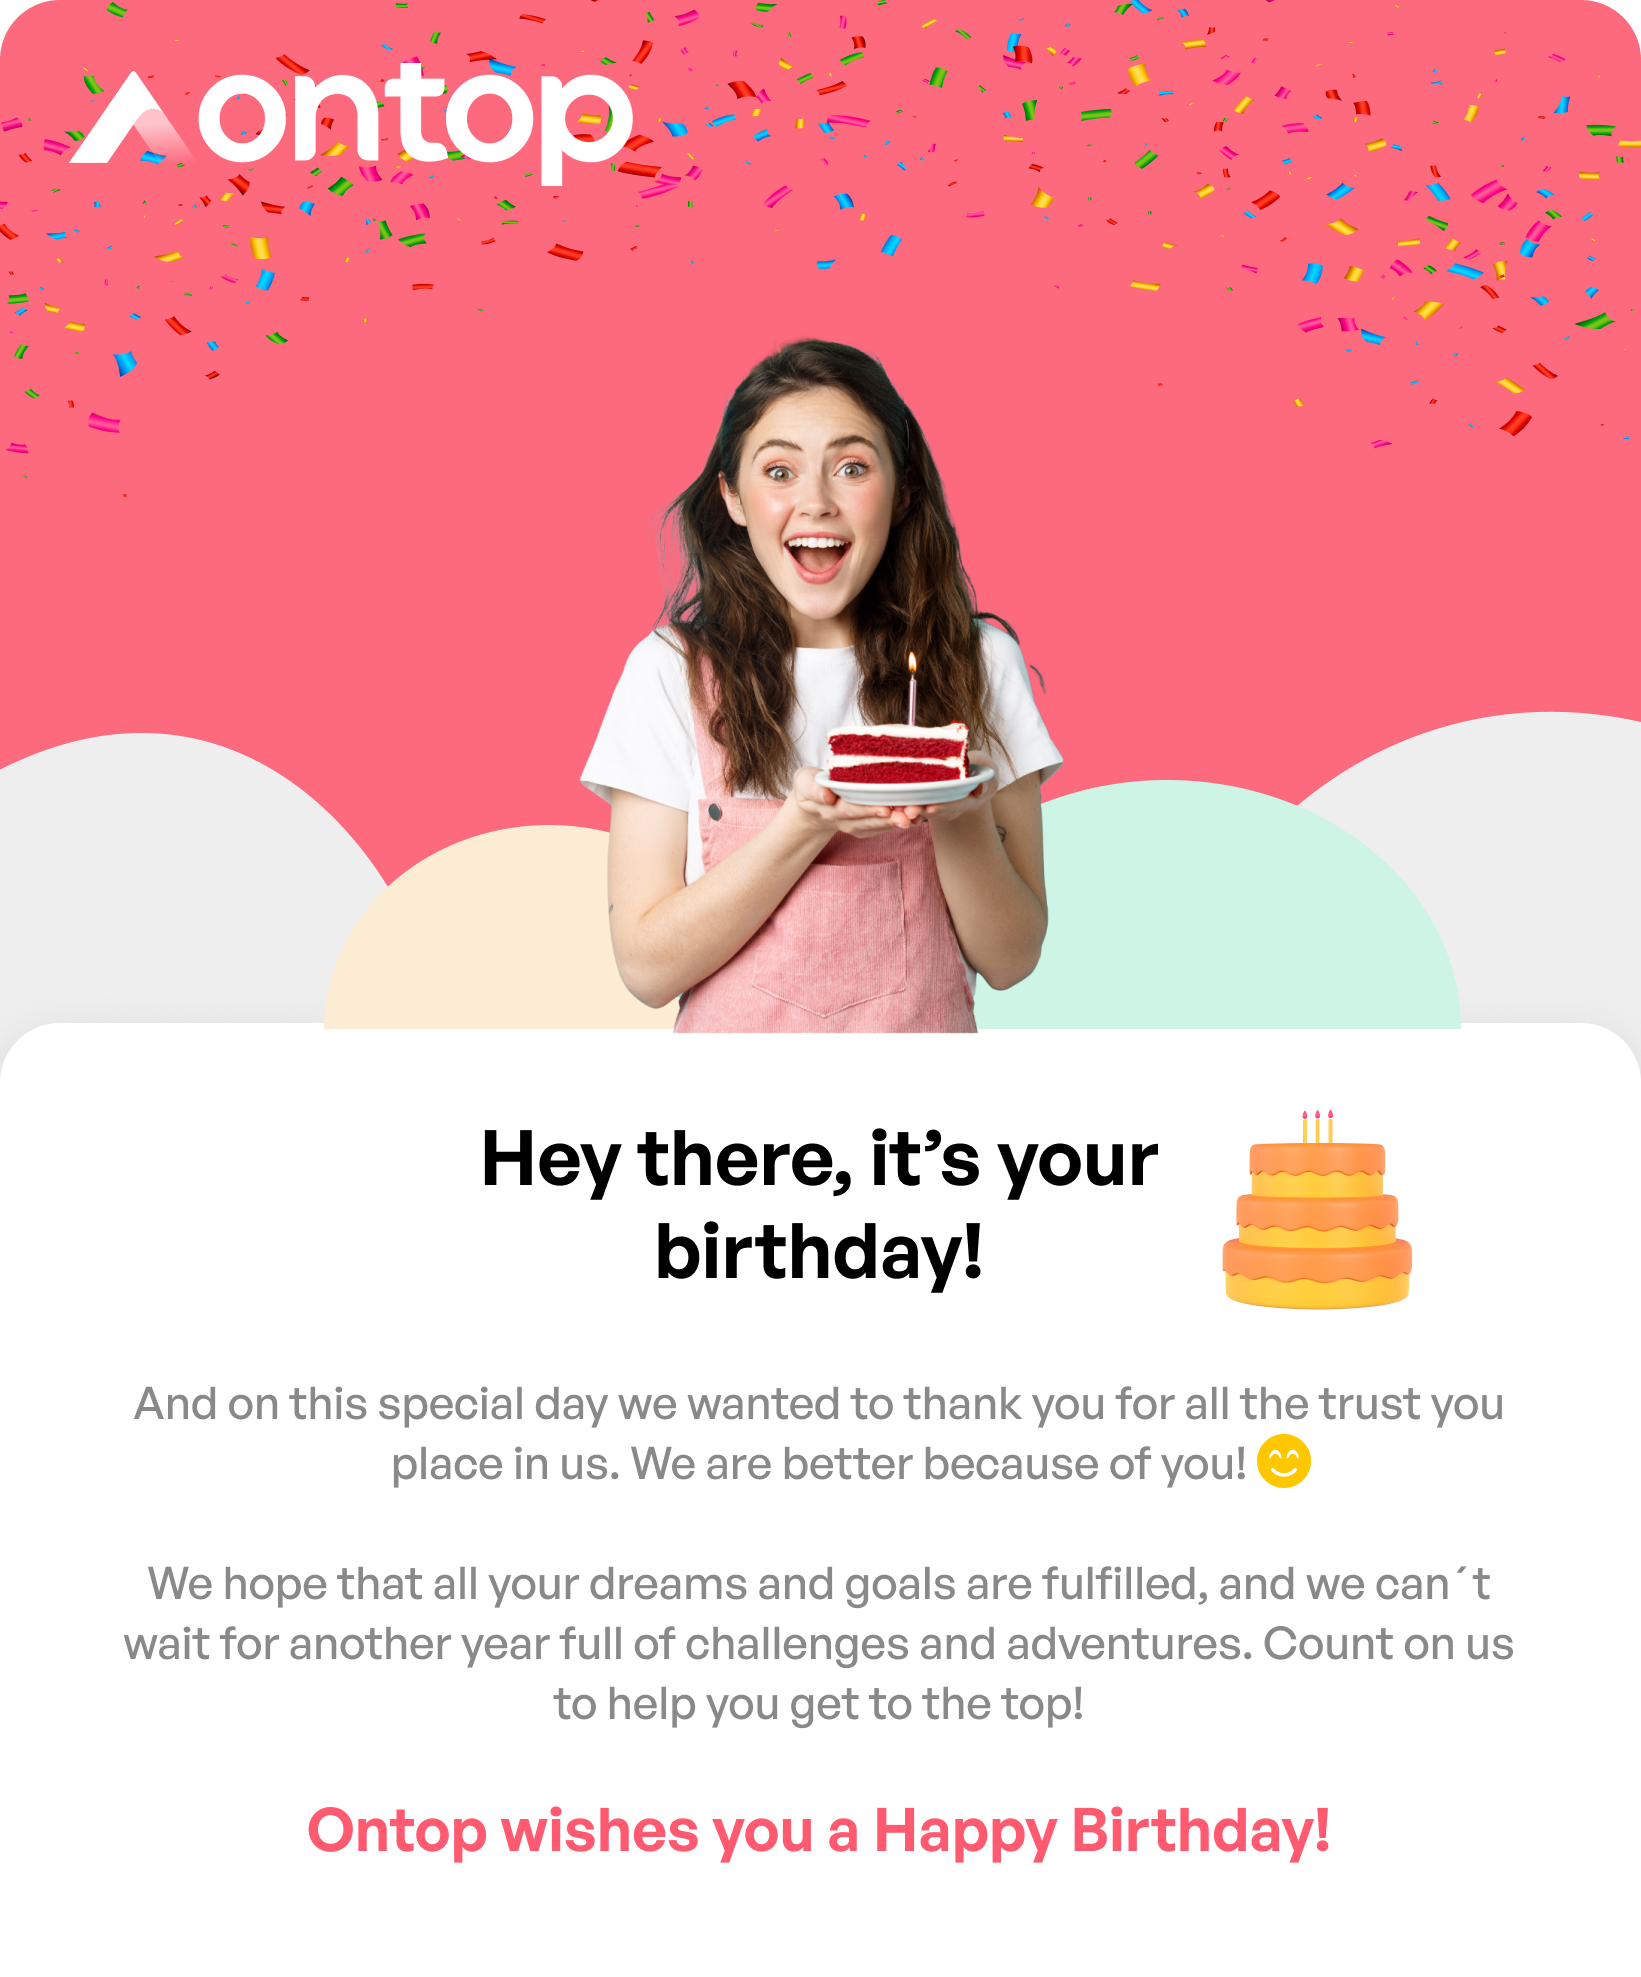 ontop
Hey there, it’s your
birthday!
And on this special day we wanted to thank you for all the trust you
place in us. We are better because of you! 😊
We hope that all your dreams and goals are fulfilled, and we can´t
wait for another year full of challenges and adventures. Count on us
to help you get to the top!
Ontop wishes you a Happy Birthday!